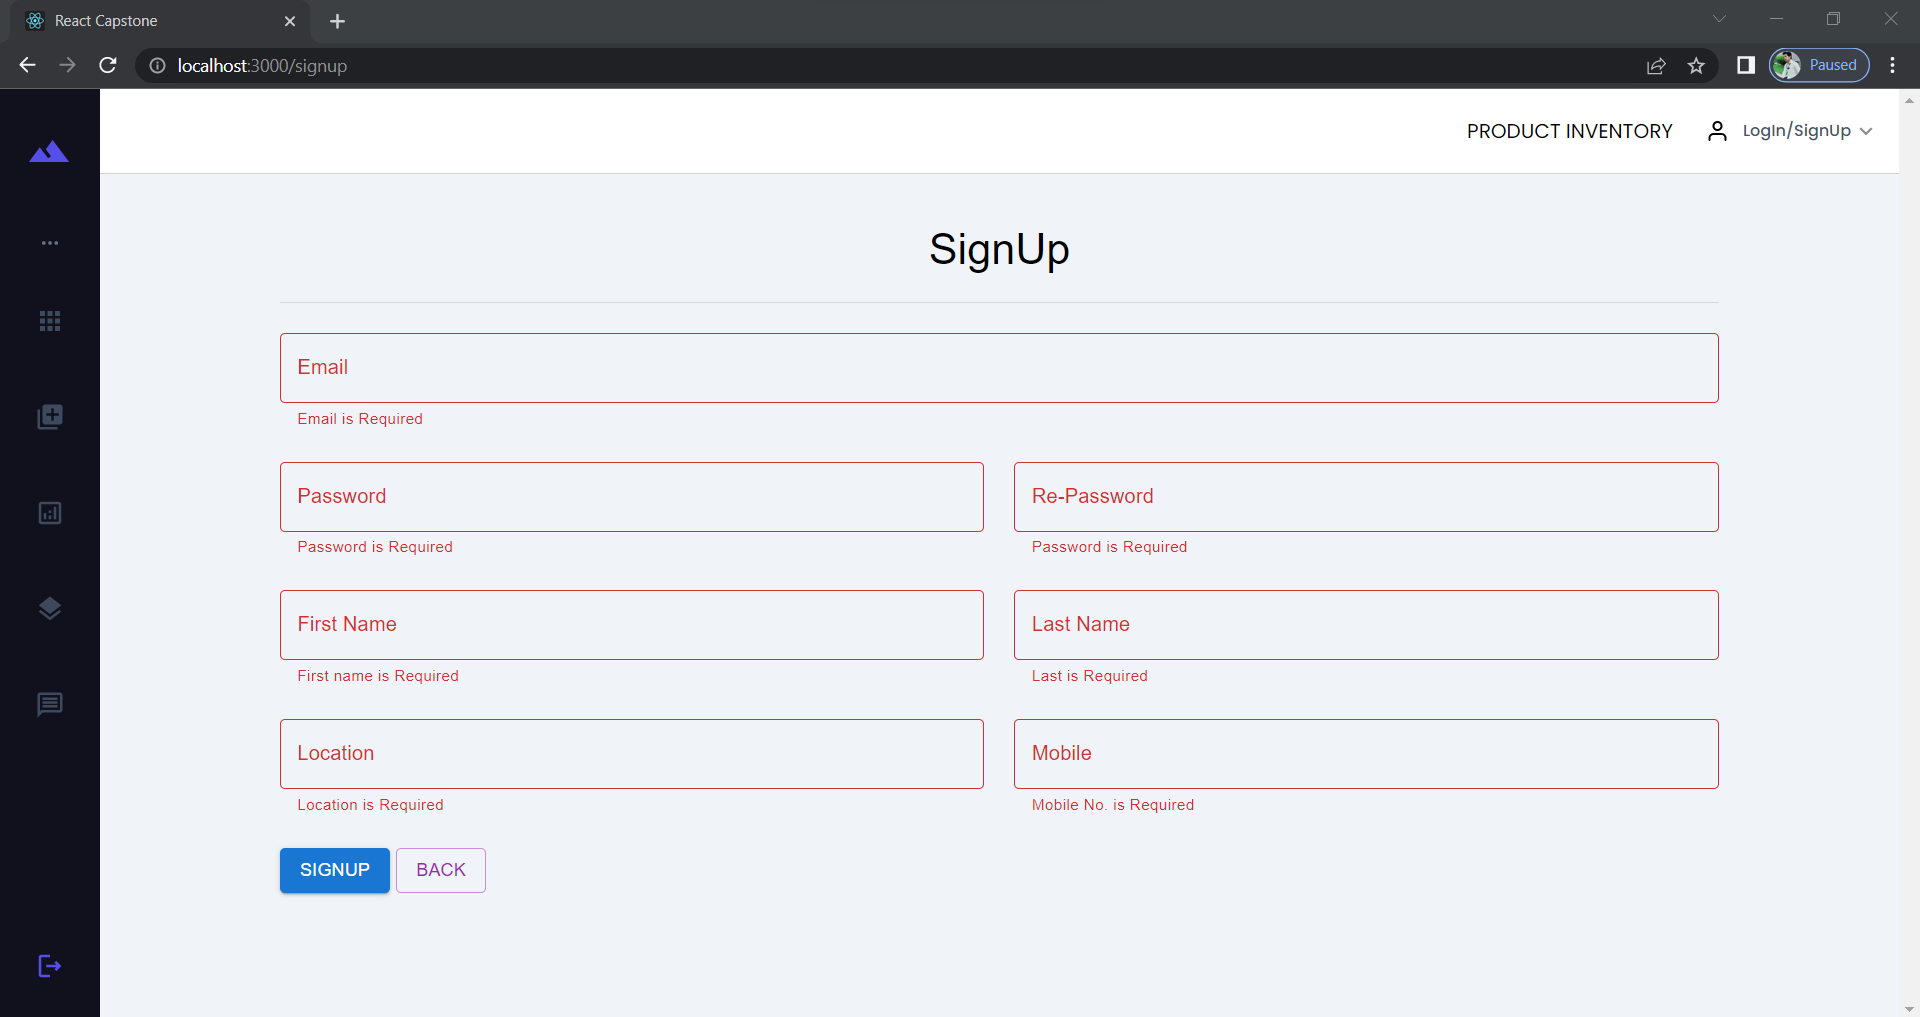 React Capstone
localhost:3000/signup
Paused
PRODUCT INVENTORY
LogIn/SignUp
SignUp
Email
Email is Required
Password
Re-Password
Password is Required
Password is Required
First Name
Last Name
First name is Required
Last is Required
Location
Mobile
Location is Required
Mobile No. is Required
SIGNUP
BACK